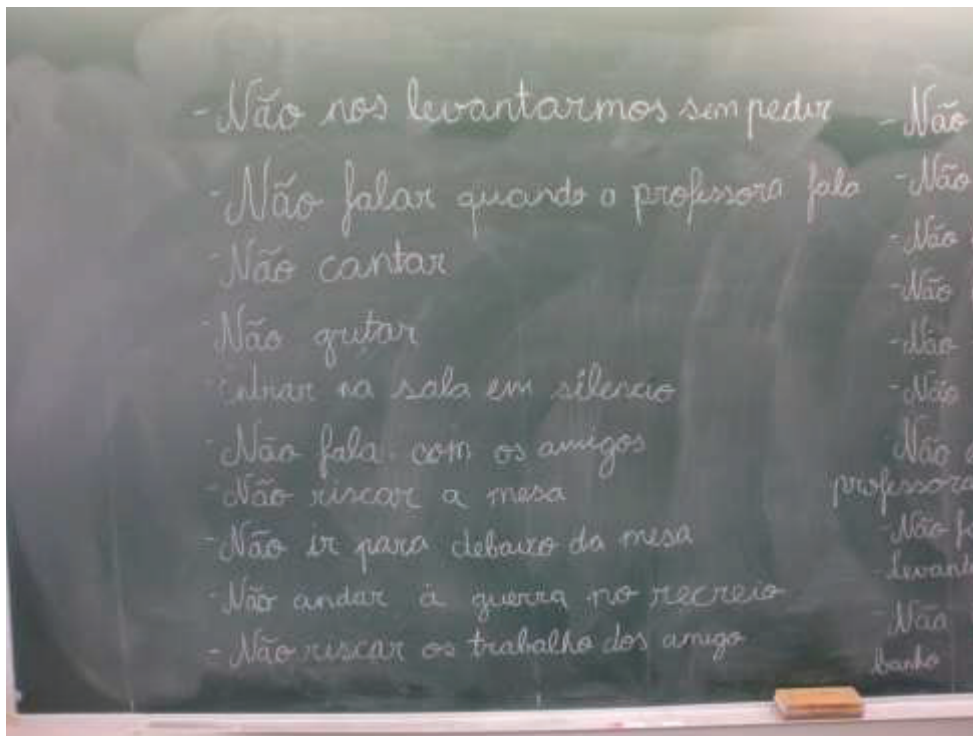 - Não nos levantarmos sem pedir
- Não falar quando a professora fala
- Não cantar
- Não gritar
- Entrar na sala em silencio
- Não fala com os amigos
- Não riscar a mesa
- Não ir para debaixo da mesa
- Não andar à guerra no recreio
- Não riscar os trabalho dos amigo
- Não
- Não
- Não
- Não
- Não
- Não
Não
professora
- Não
- levant
- Não
banho